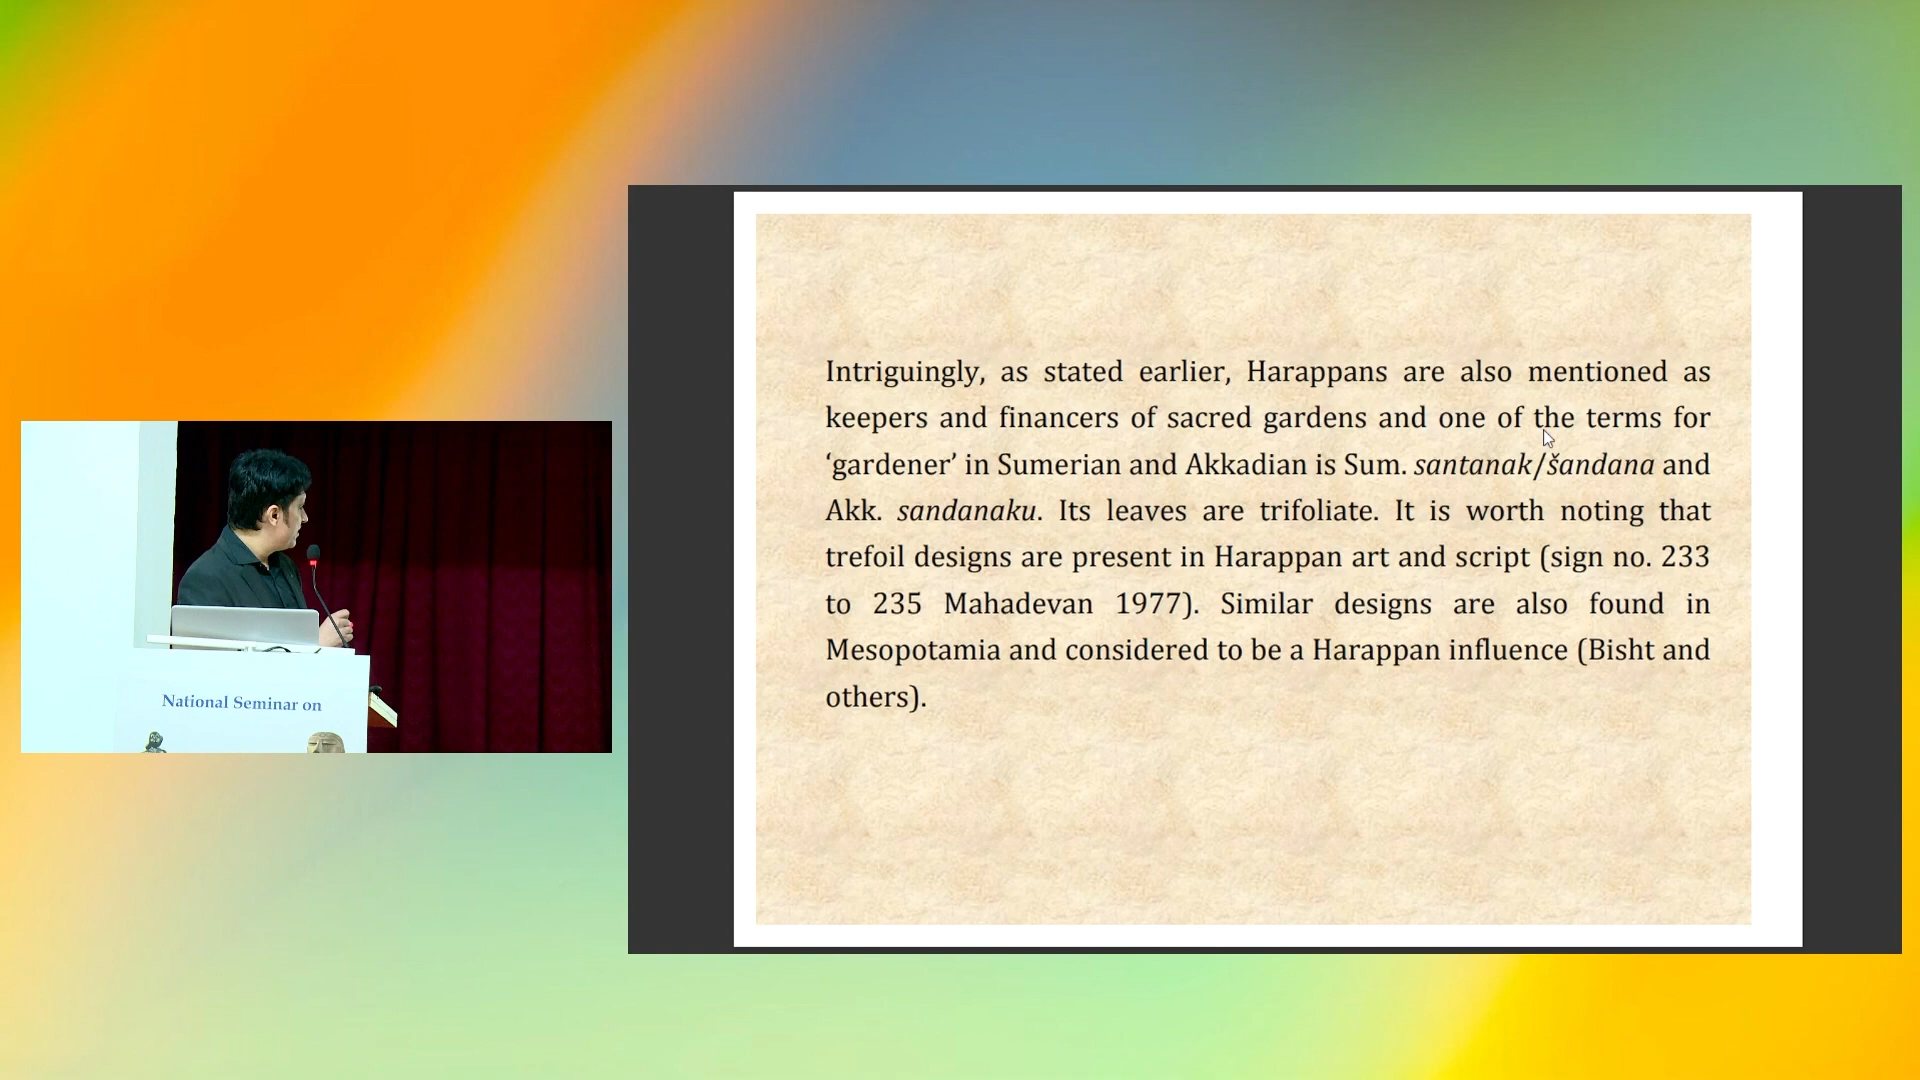 National Seminar on
Intriguingly, as stated earlier, Harappans are also mentioned as
keepers and financers of sacred gardens and one of the terms for
‘gardener’ in Sumerian and Akkadian is Sum. santanak/šandana and
Akk. sandanaku. Its leaves are trifoliate. It is worth noting that
trefoil designs are present in Harappan art and script (sign no. 233
to 235 Mahadevan 1977). Similar designs are also found in
Mesopotamia and considered to be a Harappan influence (Bisht and
others).